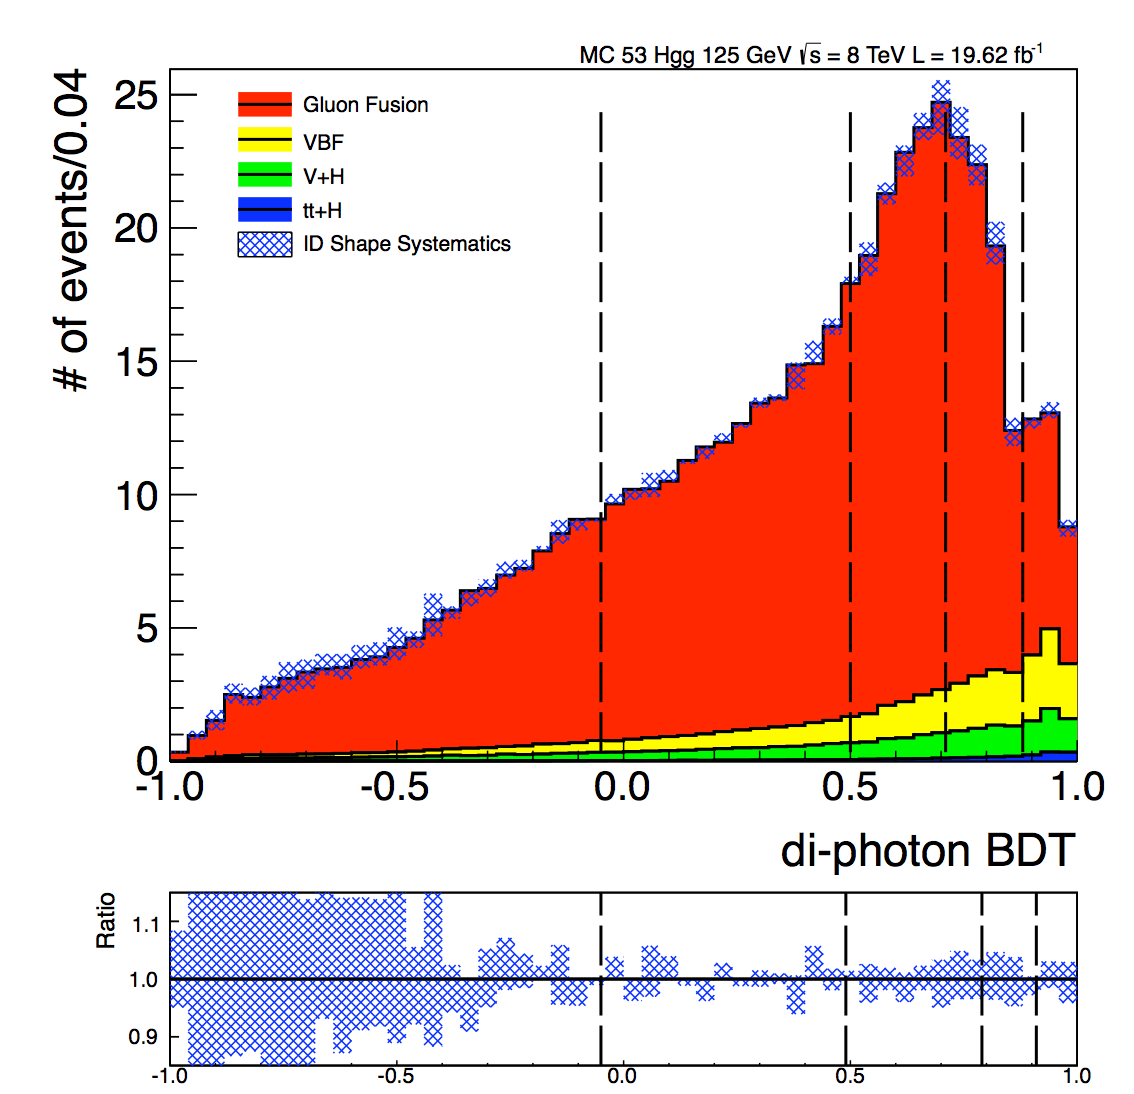 MC 53 Hgg 125 GeV √s = 8 TeV L = 19.62 fb⁻¹
# of events/0.04
25
20
15
10
5
0
Gluon Fusion
VBF
V+H
tt+H
ID Shape Systematics
-1.0 -0.5 0.0 0.5 1.0
di-photon BDT
Ratio
1.1
1.0
0.9
-1.0 -0.5 0.0 0.5 1.0